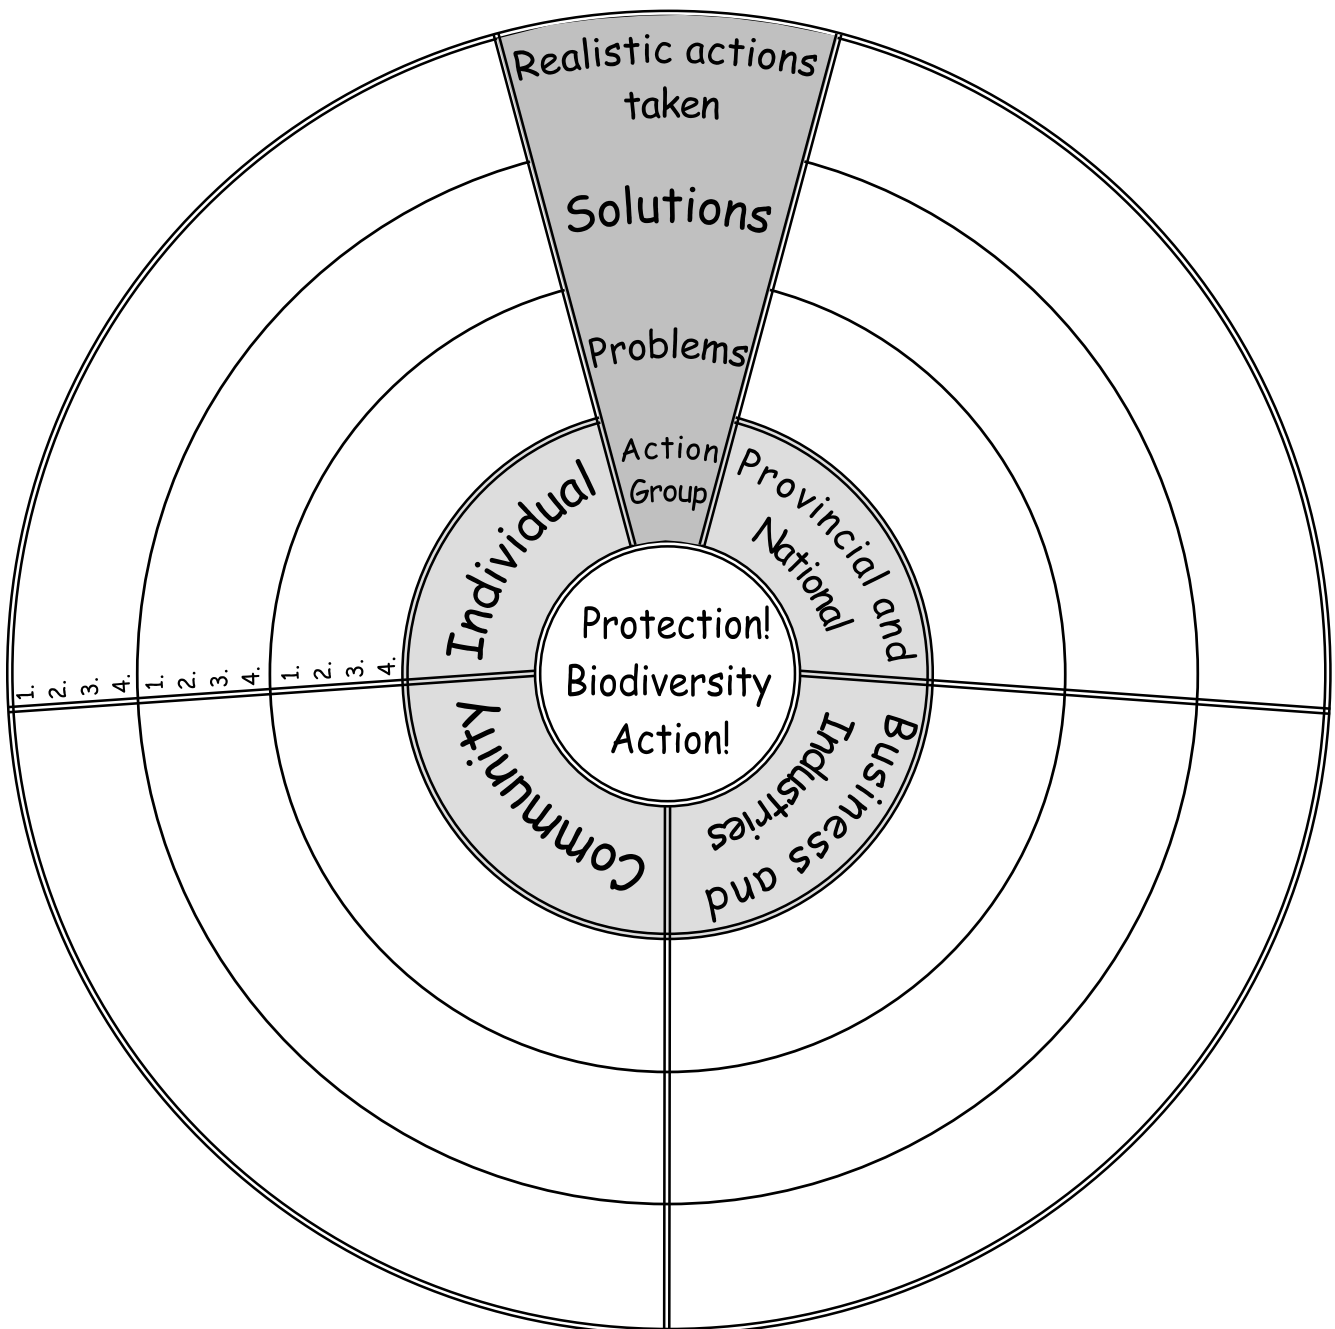 Realistic actions
taken
Solutions
Problems
Action
Group
Individual
Provincial and
National
Protection!
Biodiversity
Action!
1.
2.
3.
4.
1.
2.
3.
4.
1.
2.
3.
4.
Community
Business and
Industries